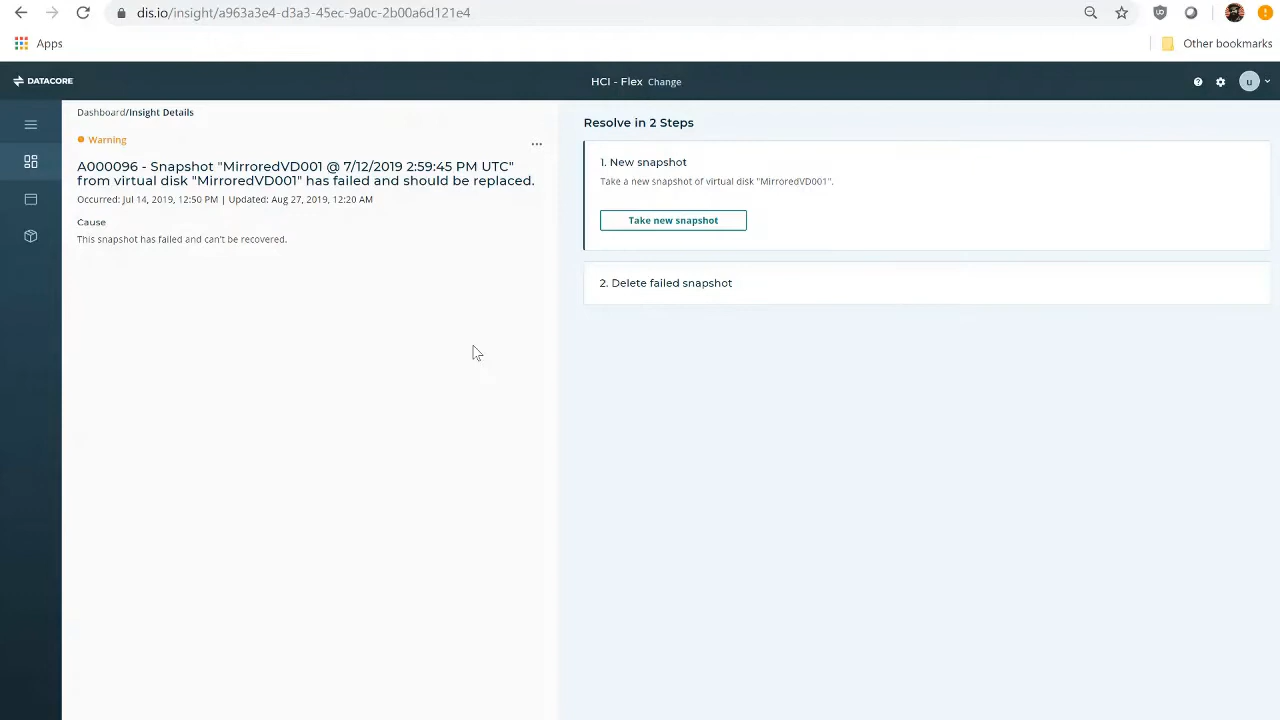 dis.io/insight/a963a3e4-d3a3-45ec-9a0c-2b00a6d121e4
Apps
Other bookmarks
DATACORE
HCI - Flex Change
u
Dashboard/Insight Details
Warning
A000096 - Snapshot "MirroredVD001 @ 7/12/2019 2:59:45 PM UTC"
from virtual disk "MirroredVD001" has failed and should be replaced.
Occurred: Jul 14, 2019, 12:50 PM | Updated: Aug 27, 2019, 12:20 AM
Cause
This snapshot has failed and can't be recovered.
Resolve in 2 Steps
1. New snapshot
Take a new snapshot of virtual disk "MirroredVD001".
Take new snapshot
2. Delete failed snapshot